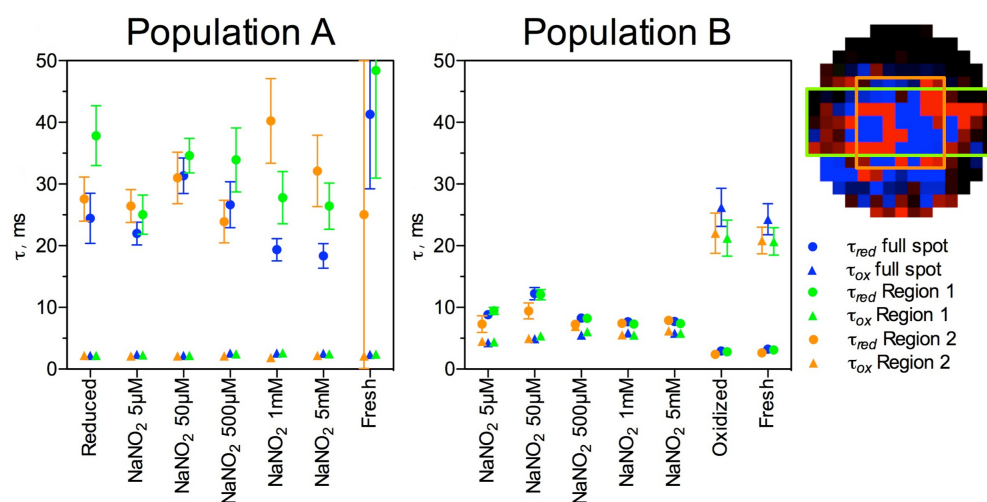 Population A
Population B
50
40
30
20
10
0
τ, ms
Reduced
NaNO₂ 5μM
NaNO₂ 50μM
NaNO₂ 500μM
NaNO₂ 1mM
NaNO₂ 5mM
Fresh
50
40
30
20
10
0
τ, ms
NaNO₂ 5μM
NaNO₂ 50μM
NaNO₂ 500μM
NaNO₂ 1mM
NaNO₂ 5mM
Oxidized
Fresh
τred full spot
τox full spot
τred Region 1
τox Region 1
τred Region 2
τox Region 2